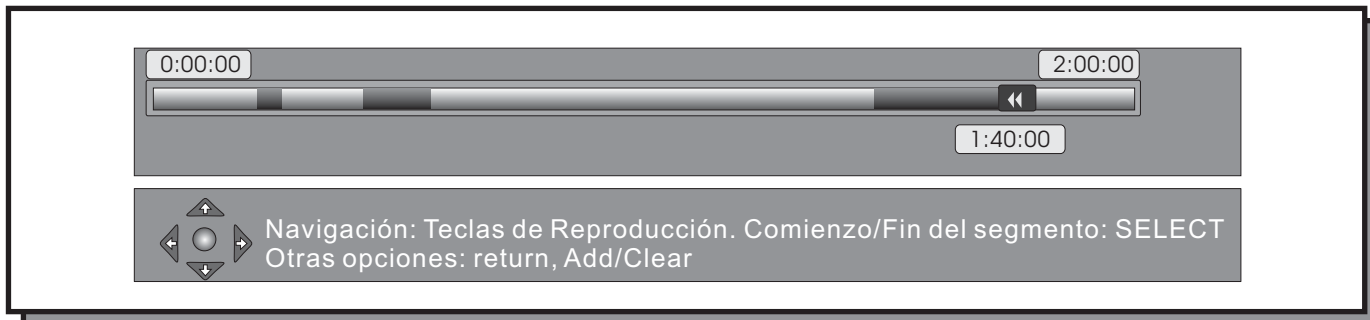 0:00:00
2:00:00
1:40:00
Navigación: Teclas de Reproducción. Comienzo/Fin del segmento: SELECT
Otras opciones: return, Add/Clear